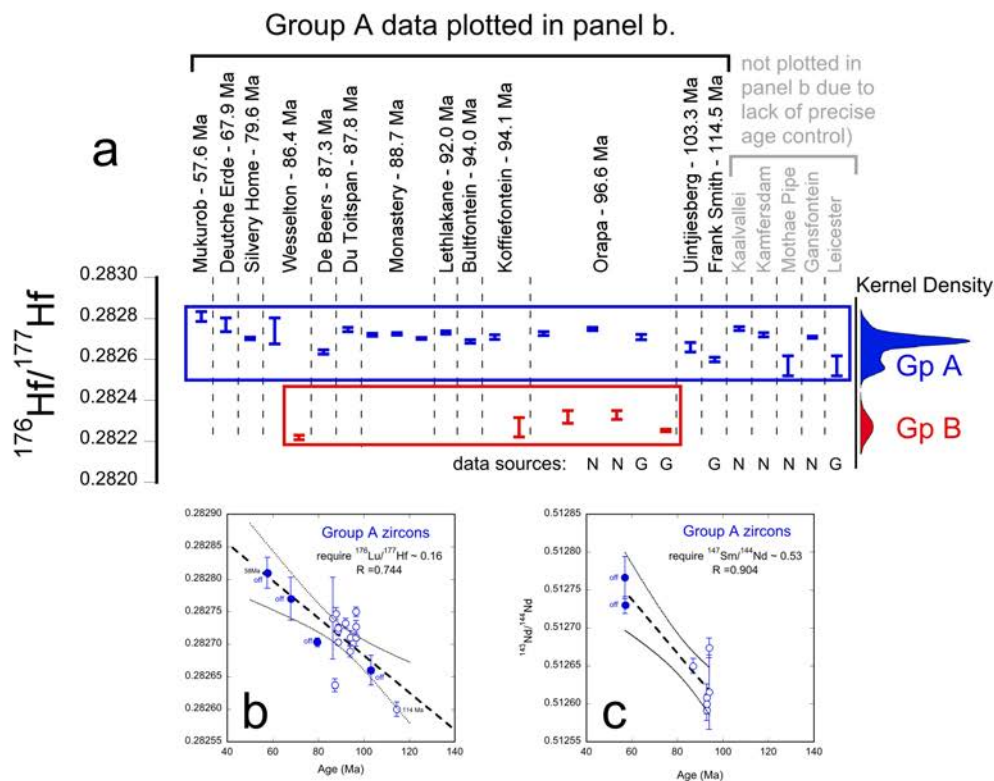 Group A data plotted in panel b.
not plotted in
panel b due to
lack of precise
age control)
a
Mukurob - 57.6 Ma
Deutche Erde - 67.9 Ma
Silvery Home - 79.6 Ma
Wesselton - 86.4 Ma
De Beers - 87.3 Ma
Du Toitspan - 87.8 Ma
Monastery - 88.7 Ma
Lethlakane - 92.0 Ma
Bultfontein - 94.0 Ma
Koffiefontein - 94.1 Ma
Orapa - 96.6 Ma
Uintjiesberg - 103.3 Ma
Frank Smith - 114.5 Ma
Kaalvallei
Kamfersdam
Mothae Pipe
Gansfontein
Leicester
Kernel Density
176Hf/177Hf
0.2830
0.2828
0.2826
0.2824
0.2822
0.2820
Gp A
Gp B
data sources: N N G G G N N N N G
Group A zircons
require 176Lu/177Hf ~ 0.16
R =0.744
0.28290
0.28285
0.28280
0.28275
0.28270
0.28265
0.28260
0.28255
58Ma
off
off
off
off
114 Ma
b
40 60 80 100 120 140
Age (Ma)
Group A zircons
require 147Sm/144Nd ~ 0.53
R =0.904
143Nd/144Nd
0.51285
0.51280
0.51275
0.51270
0.51265
0.51260
0.51255
off
off
c
40 60 80 100 120 140
Age (Ma)